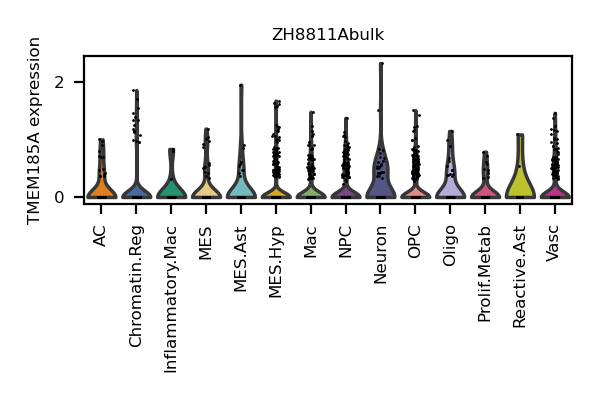 ZH8811Abulk
TMEM185A expression
2
0
AC
Chromatin.Reg
Inflammatory.Mac
MES
MES.Ast
MES.Hyp
Mac
NPC
Neuron
OPC
Oligo
Prolif.Metab
Reactive.Ast
Vasc